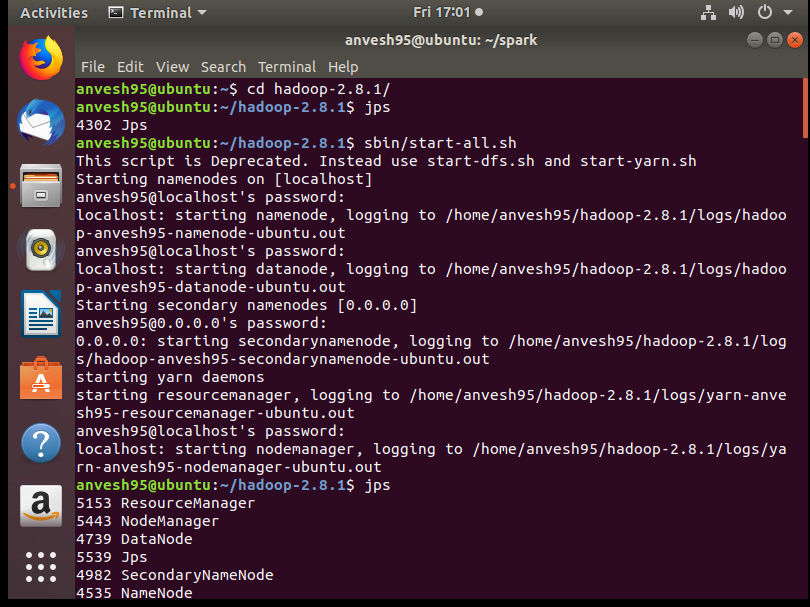 Activities Terminal Fri 17:01
anvesh95@ubuntu: ~/spark
File Edit View Search Terminal Help
anvesh95@ubuntu:~$ cd hadoop-2.8.1/
anvesh95@ubuntu:~/hadoop-2.8.1$ jps
4302 Jps
anvesh95@ubuntu:~/hadoop-2.8.1$ sbin/start-all.sh
This script is Deprecated. Instead use start-dfs.sh and start-yarn.sh
Starting namenodes on [localhost]
anvesh95@localhost's password:
localhost: starting namenode, logging to /home/anvesh95/hadoop-2.8.1/logs/hadoo
p-anvesh95-namenode-ubuntu.out
anvesh95@localhost's password:
localhost: starting datanode, logging to /home/anvesh95/hadoop-2.8.1/logs/hadoo
p-anvesh95-datanode-ubuntu.out
Starting secondary namenodes [0.0.0.0]
anvesh95@0.0.0.0's password:
0.0.0.0: starting secondarynamenode, logging to /home/anvesh95/hadoop-2.8.1/log
s/hadoop-anvesh95-secondarynamenode-ubuntu.out
starting yarn daemons
starting resourcemanager, logging to /home/anvesh95/hadoop-2.8.1/logs/yarn-anve
sh95-resourcemanager-ubuntu.out
anvesh95@localhost's password:
localhost: starting nodemanager, logging to /home/anvesh95/hadoop-2.8.1/logs/ya
rn-anvesh95-nodemanager-ubuntu.out
anvesh95@ubuntu:~/hadoop-2.8.1$ jps
5153 ResourceManager
5443 NodeManager
4739 DataNode
5539 Jps
4982 SecondaryNameNode
4535 NameNode